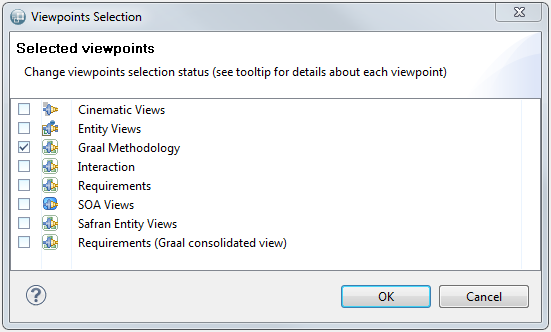 Viewpoints Selection
Selected viewpoints
Change viewpoints selection status (see tooltip for details about each viewpoint)
Cinematic Views
Entity Views
Graal Methodology
Interaction
Requirements
SOA Views
Safran Entity Views
Requirements (Graal consolidated view)
OK
Cancel